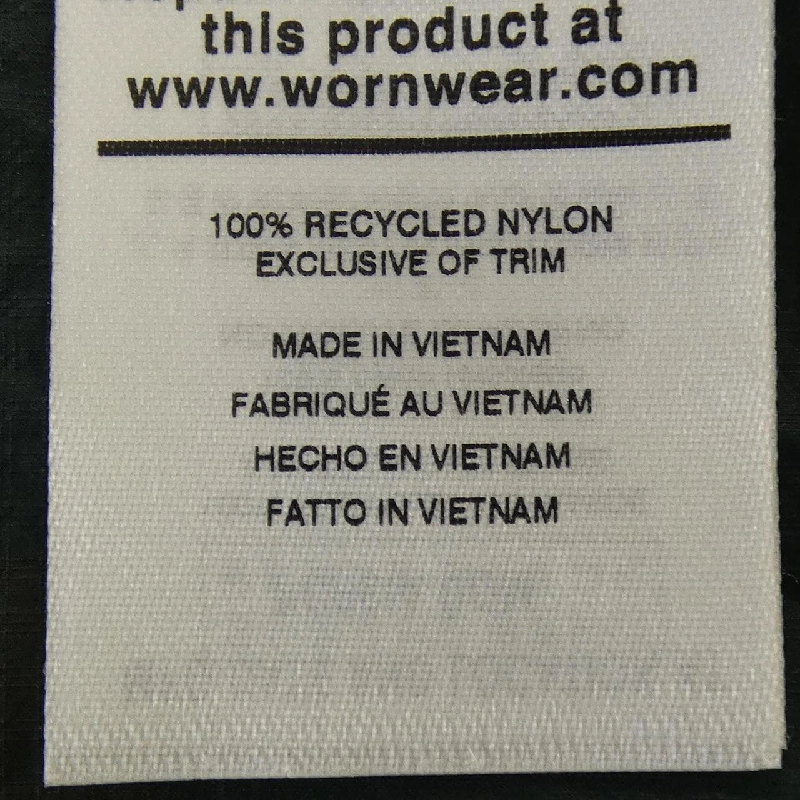 this product at
www.wornwear.com
100% RECYCLED NYLON
EXCLUSIVE OF TRIM
MADE IN VIETNAM
FABRIQUÉ AU VIETNAM
HECHO EN VIETNAM
FATTO IN VIETNAM